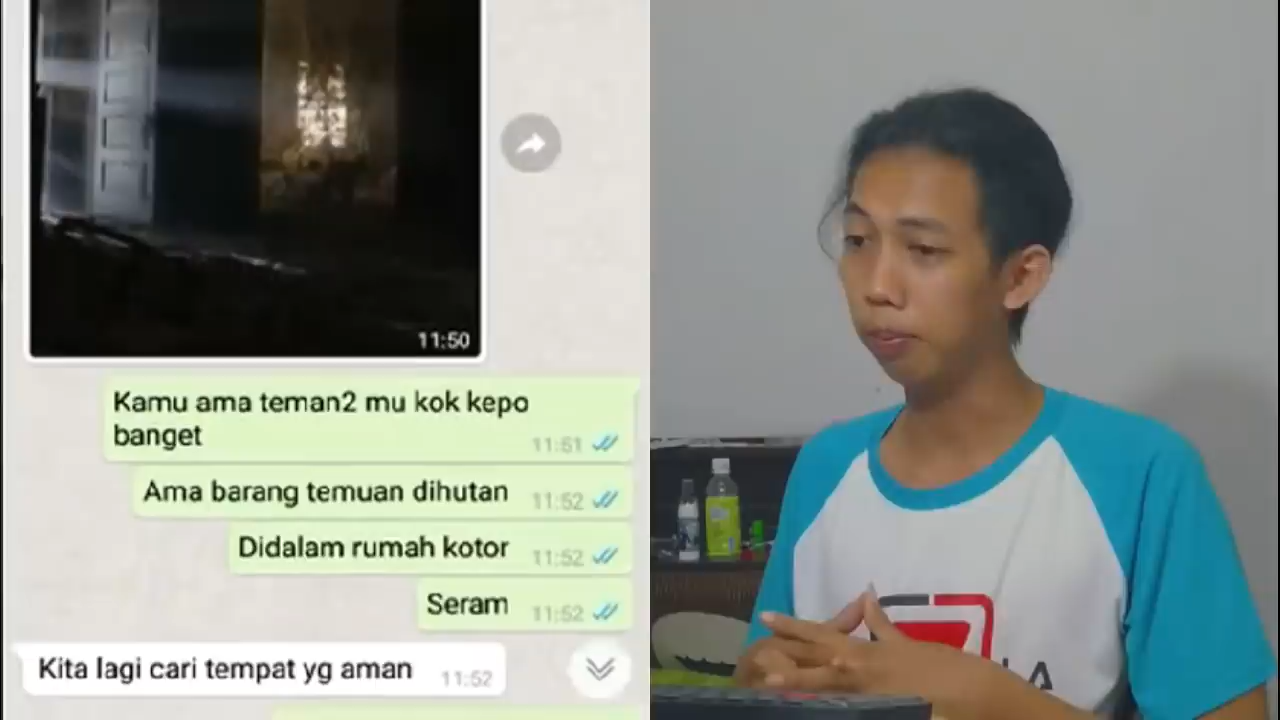 11:50
Kamu ama teman2 mu kok kepo
banget
11:51
Ama barang temuan dihutan
11:52
Didalam rumah kotor
11:52
Seram
11:52
Kita lagi cari tempat yg aman
11:52